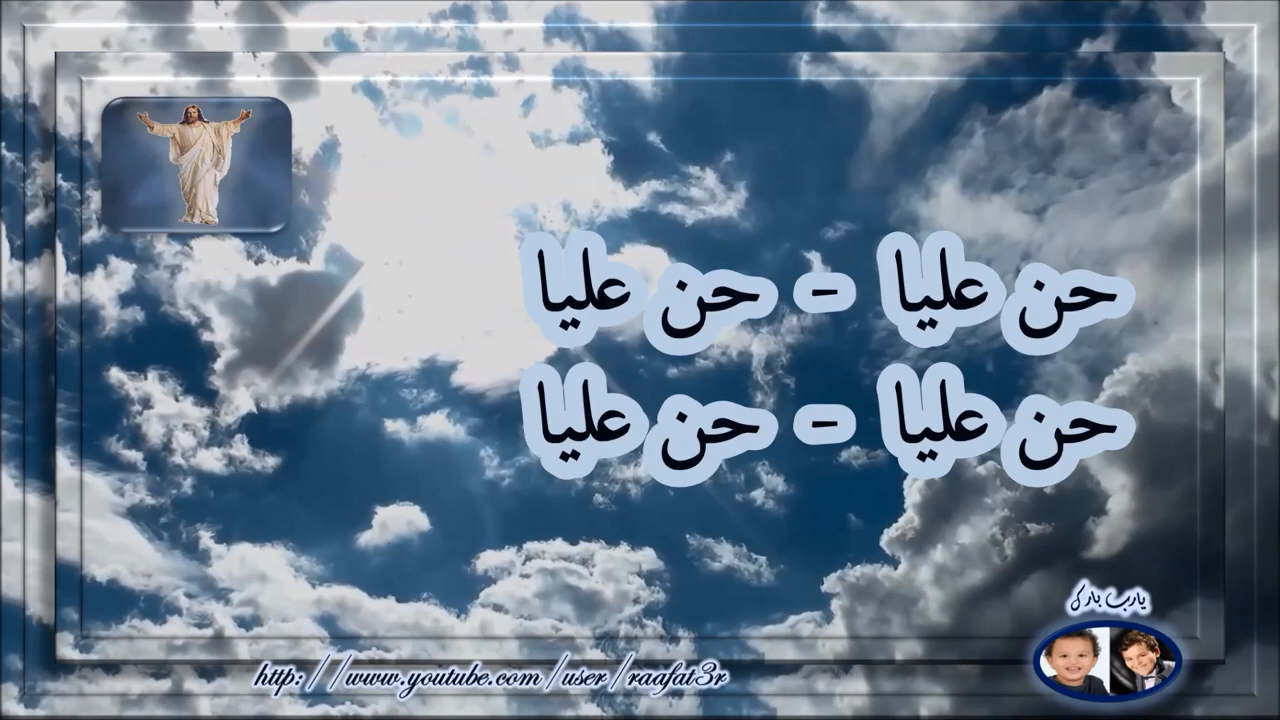 حن عليا - حن عليا
حن عليا - حن عليا
يارب بارك
http://www.youtube.com/user/raafat3r